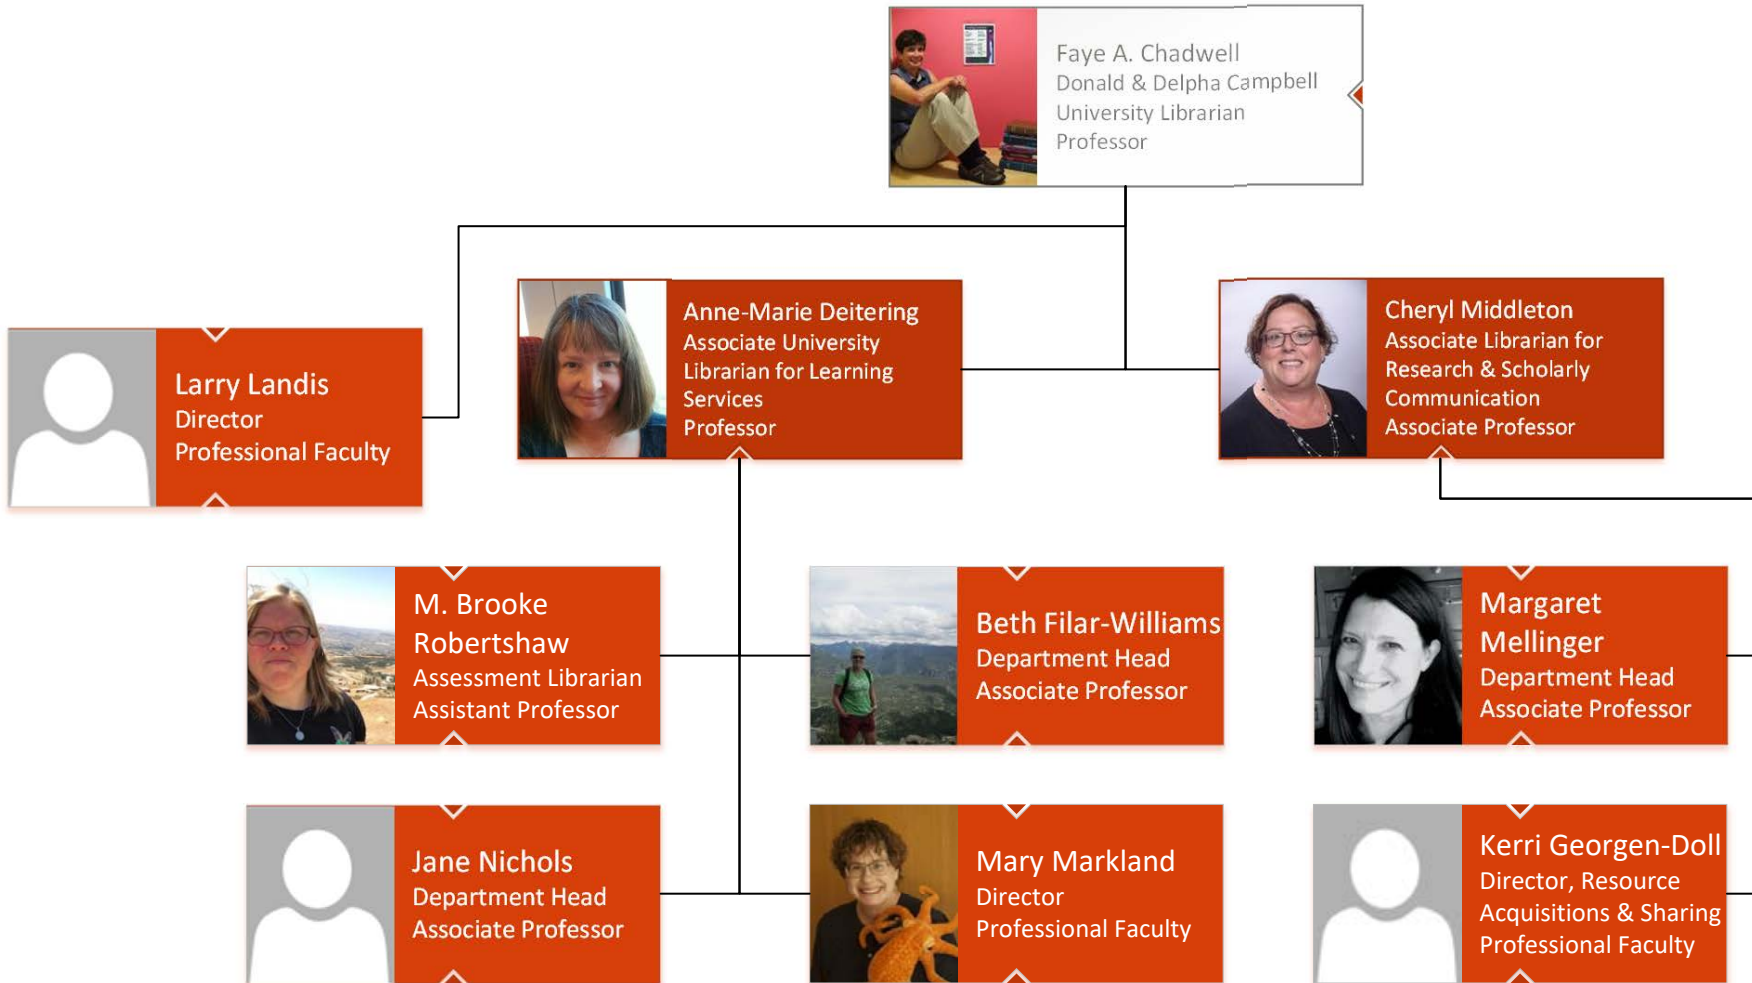 Faye A. Chadwell
Donald & Delpha Campbell
University Librarian
Professor
Larry Landis
Director
Professional Faculty
Anne-Marie Deitering
Associate University
Librarian for Learning
Services
Professor
Cheryl Middleton
Associate Librarian for
Research & Scholarly
Communication
Associate Professor
M. Brooke
Robertshaw
Assessment Librarian
Assistant Professor
Beth Filar-Williams
Department Head
Associate Professor
Margaret
Mellinger
Department Head
Associate Professor
Jane Nichols
Department Head
Associate Professor
Mary Markland
Director
Professional Faculty
Kerri Georgen-Doll
Director, Resource
Acquisitions & Sharing
Professional Faculty